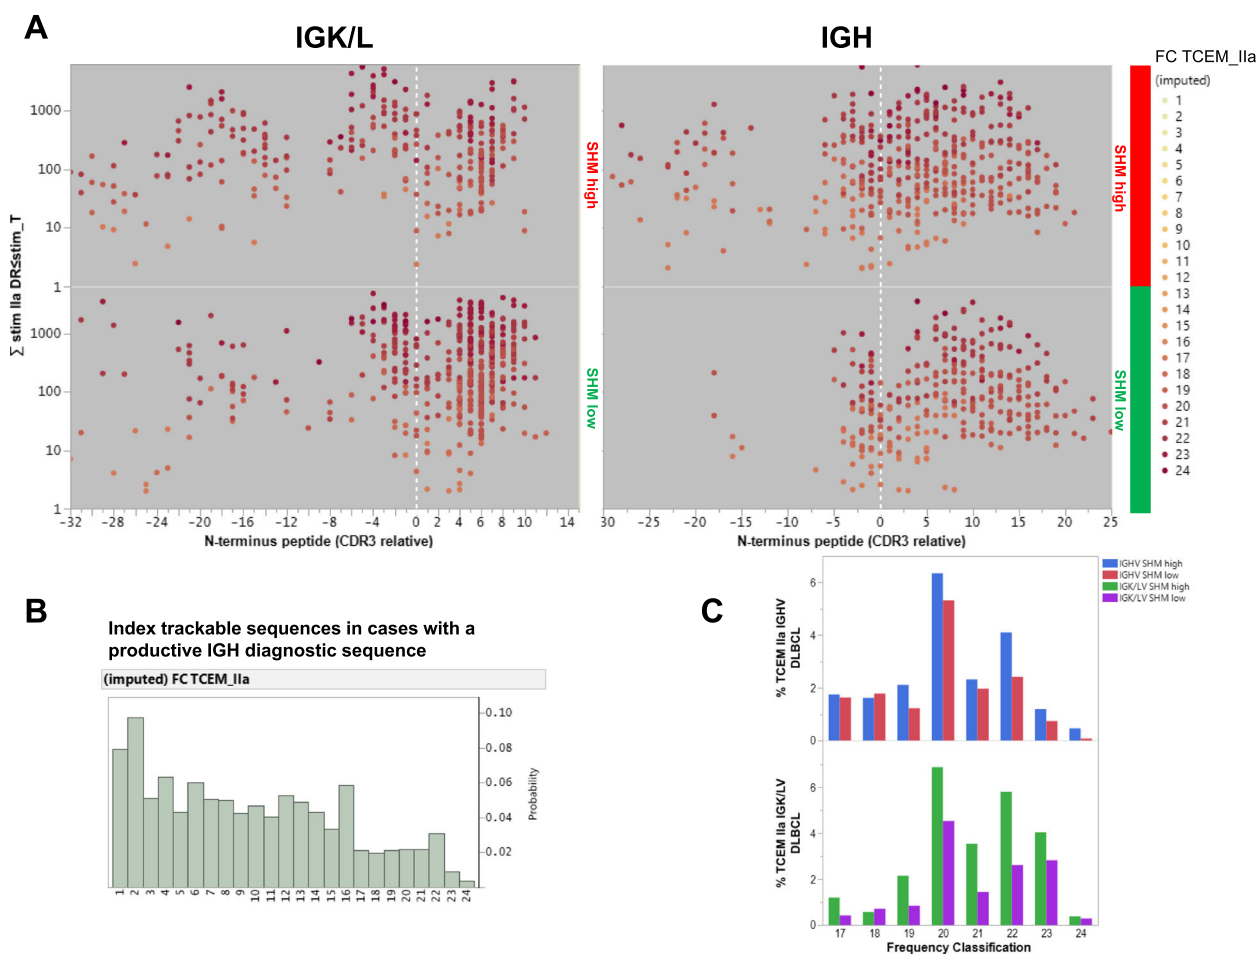 A
IGK/L
IGH
FC TCEM_IIa
(imputed)
1
2
3
4
5
6
7
8
9
10
11
12
13
14
15
16
17
18
19
20
21
22
23
24
∑ stim IIa DR≤stim_T
1000
100
10
1
1000
100
10
1
SHM high
SHM low
SHM high
SHM low
-32 -28 -24 -20 -16 -12 -8 -4 0 2 4 6 8 10 14
N-terminus peptide (CDR3 relative)
30 -25 -20 -15 -10 -5 0 5 10 15 20 25
N-terminus peptide (CDR3 relative)
B
Index trackable sequences in cases with a
productive IGH diagnostic sequence
(imputed) FC TCEM_IIa
0.10
0.08
0.06
0.04
0.02
Probability
1 2 3 4 5 6 7 8 9 10 11 12 13 14 15 16 17 18 19 20 21 22 23 24
C
IGHV SHM high
IGHV SHM low
IGK/LV SHM high
IGK/LV SHM low
% TCEM IIa IGHV
DLBCL
6
4
2
0
% TCEM IIa IGK/LV
DLBCL
6
4
2
0
17 18 19 20 21 22 23 24
Frequency Classification